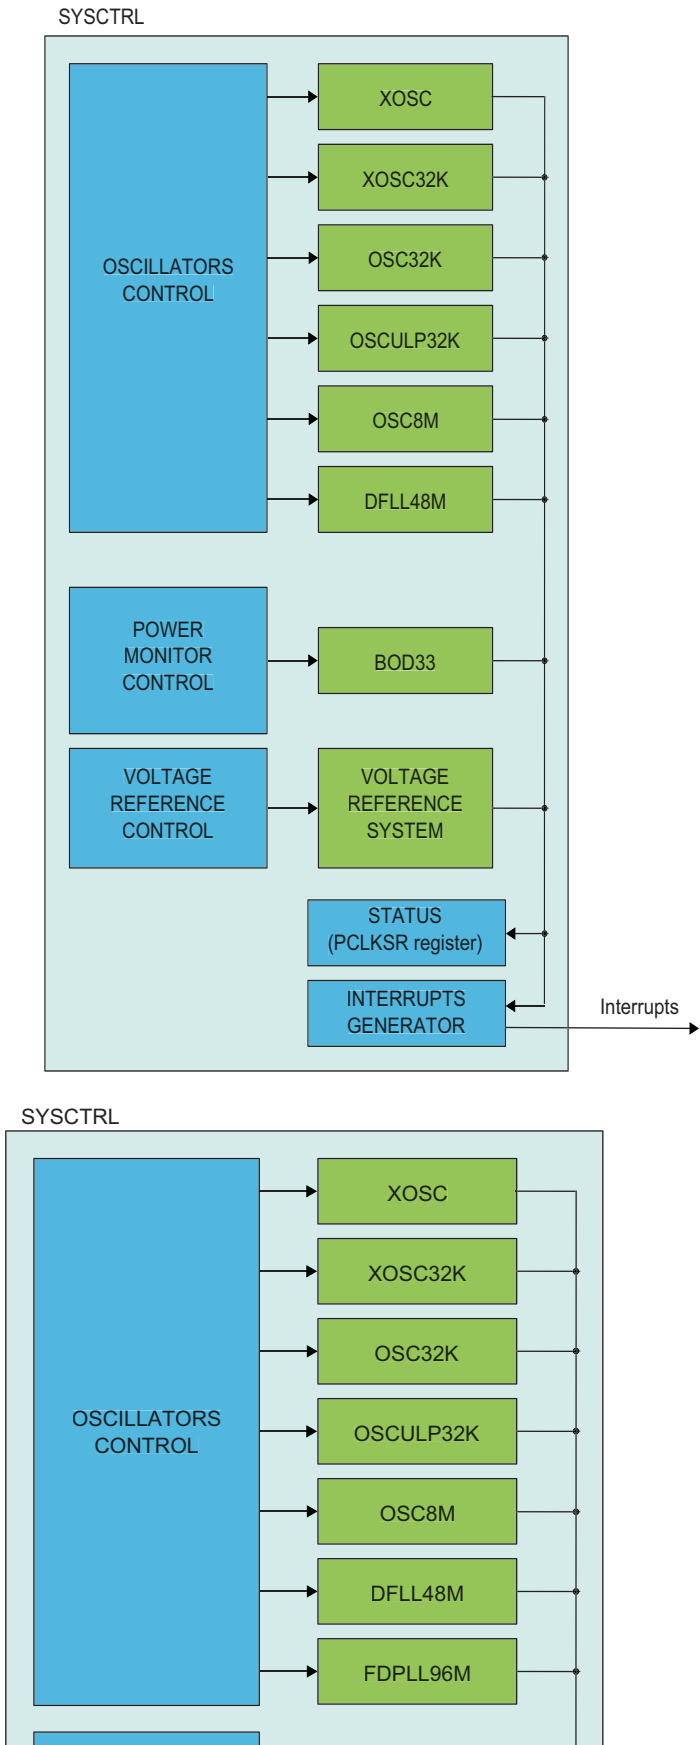 SYSCTRL
XOSC
XOSC32K
OSC32K
OSCILLATORS
CONTROL
OSCULP32K
OSC8M
DFLL48M
POWER
MONITOR
CONTROL
BOD33
VOLTAGE
REFERENCE
CONTROL
VOLTAGE
REFERENCE
SYSTEM
STATUS
(PCLKSR register)
INTERRUPTS
GENERATOR
Interrupts
SYSCTRL
XOSC
XOSC32K
OSC32K
OSCILLATORS
CONTROL
OSCULP32K
OSC8M
DFLL48M
FDPLL96M